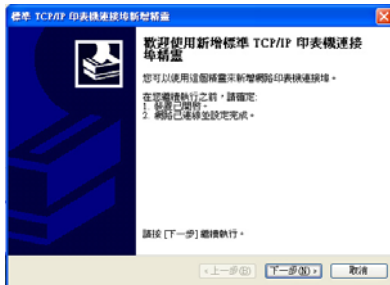 標準 TCP/IP 印表機連接埠新增精靈
歡迎使用新增標準 TCP/IP 印表機連接
埠精靈
您可以使用這個精靈來新增網路印表機連接埠。
在您繼續執行之前，請確定:
1. 裝置已開啟。
2. 網路已連線並設定完成。
請按 [下一步] 繼續執行。
<上一步(B) 下一步(N)> 取消